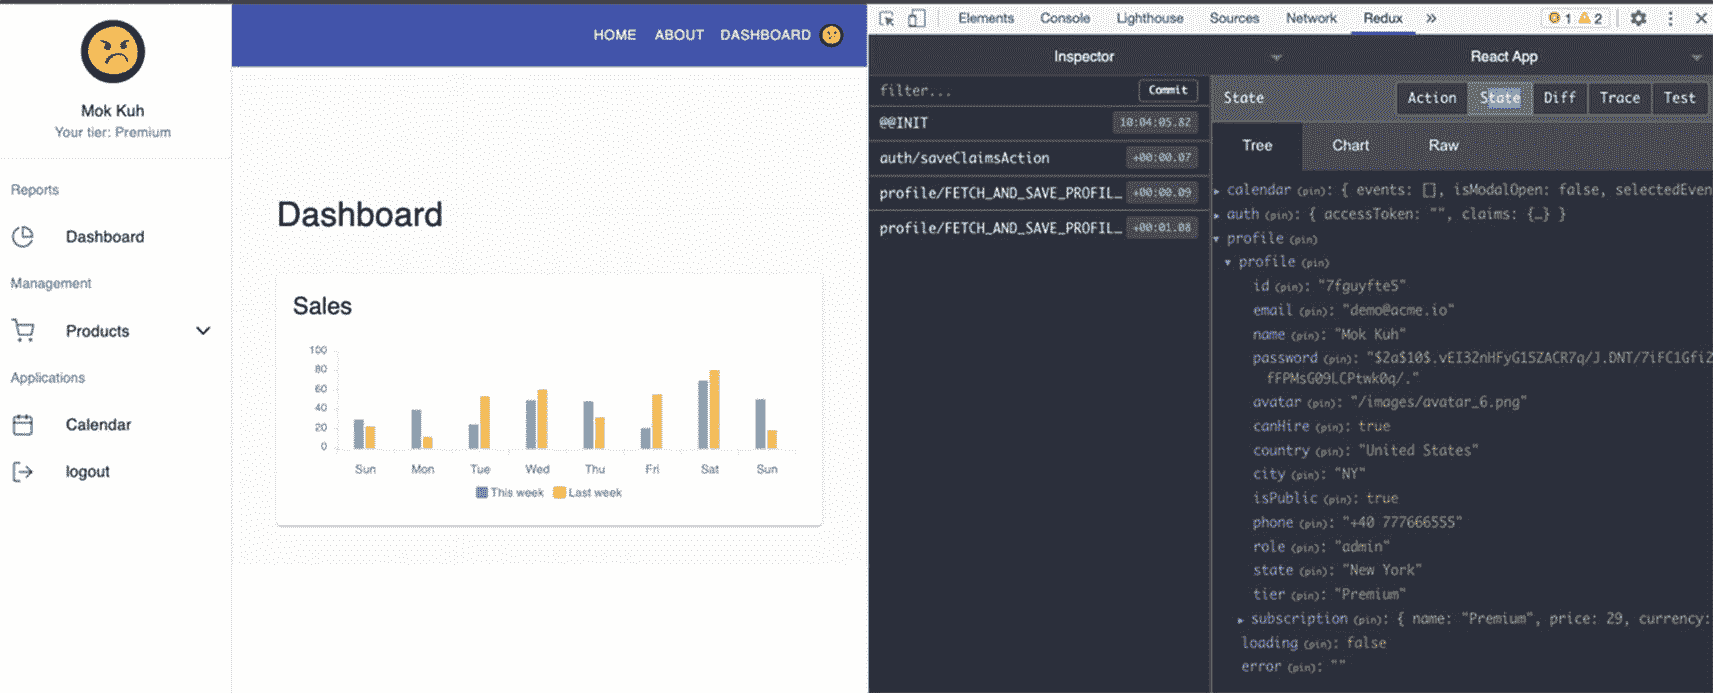 Mok Kuh
Your tier: Premium
Reports
Dashboard
Management
Products
Applications
Calendar
logout
HOME ABOUT DASHBOARD
Dashboard
Sales
100
80
60
40
20
0
Sun Mon Tue Wed Thu Fri Sat Sun
This week Last week
Elements Console Lighthouse Sources Network Redux » 1 2
Inspector React App
filter... Commit
@@INIT 10:04:05.82
auth/saveClaimsAction +00:00.07
profile/FETCH_AND_SAVE_PROFIL… +00:00.09
profile/FETCH_AND_SAVE_PROFIL… +00:01.08
State Action State Diff Trace Test
Tree Chart Raw
calendar (pin): { events: [], isModalOpen: false, selectedEven
auth (pin): { accessToken: "", claims: {…} }
profile (pin)
profile (pin)
id (pin): "7fguyfte5"
email (pin): "demo@acme.io"
name (pin): "Mok Kuh"
password (pin): "$2a$10$.vEI32nHFyG15ZACR7q/J.DNT/7iFC1Gfi2
fFPMsG09LCPtwk0q/."
avatar (pin): "/images/avatar_6.png"
canHire (pin): true
country (pin): "United States"
city (pin): "NY"
isPublic (pin): true
phone (pin): "+40 777666555"
role (pin): "admin"
state (pin): "New York"
tier (pin): "Premium"
subscription (pin): { name: "Premium", price: 29, currency:
loading (pin): false
error (pin): ""